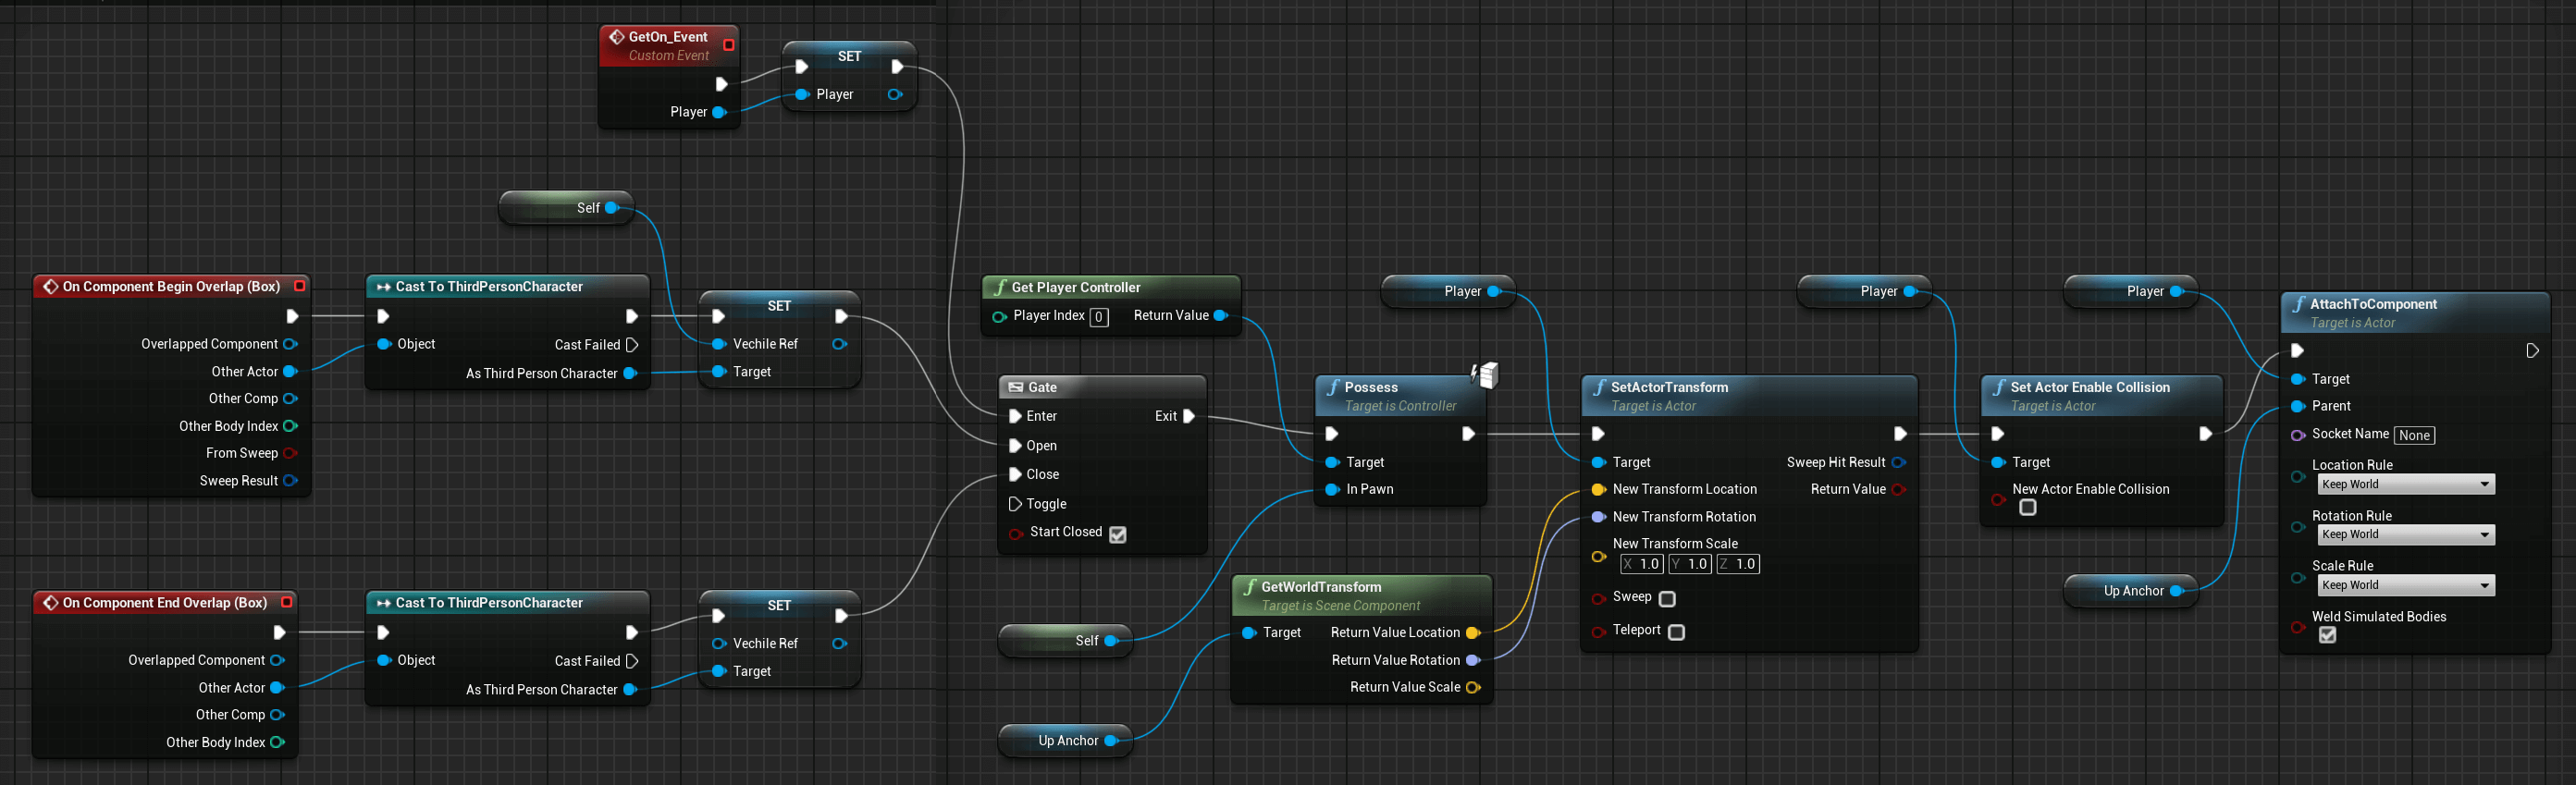 GetOn_Event
Custom Event
Player
SET
Player
Self
On Component Begin Overlap (Box)
Overlapped Component
Other Actor
Other Comp
Other Body Index
From Sweep
Sweep Result
Cast To ThirdPersonCharacter
Object
Cast Failed
As Third Person Character
SET
Vechile Ref
Target
On Component End Overlap (Box)
Overlapped Component
Other Actor
Other Comp
Other Body Index
Cast To ThirdPersonCharacter
Object
Cast Failed
As Third Person Character
SET
Vechile Ref
Target
Get Player Controller
Player Index 0 Return Value
Gate
Enter Exit
Open
Close
Toggle
Start Closed
Self
Up Anchor
Player
Possess
Target is Controller
Target
In Pawn
GetWorldTransform
Target is Scene Component
Target Return Value Location
Return Value Rotation
Return Value Scale
SetActorTransform
Target is Actor
Target Sweep Hit Result
New Transform Location Return Value
New Transform Rotation
New Transform Scale
X 1.0 Y 1.0 Z 1.0
Sweep
Teleport
Player
Set Actor Enable Collision
Target is Actor
Target
New Actor Enable Collision
Player
Up Anchor
AttachToComponent
Target is Actor
Target
Parent
Socket Name None
Location Rule
Keep World
Rotation Rule
Keep World
Scale Rule
Keep World
Weld Simulated Bodies